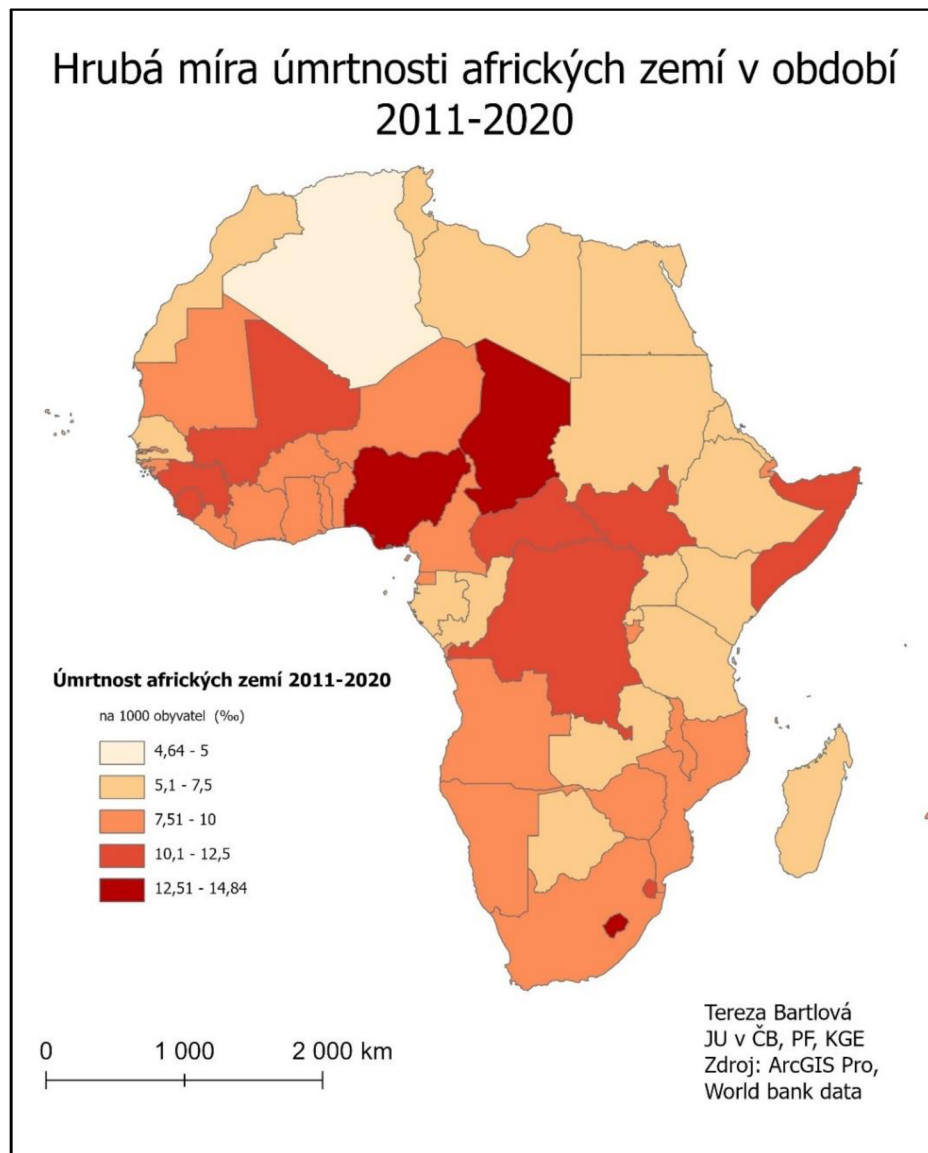 Hrubá míra úmrtnosti afrických zemí v období
2011-2020
Úmrtnost afrických zemí 2011-2020
na 1000 obyvatel (‰)
4,64 - 5
5,1 - 7,5
7,51 - 10
10,1 - 12,5
12,51 - 14,84
0 1 000 2 000 km
Tereza Bartlová
JU v ČB, PF, KGE
Zdroj: ArcGIS Pro,
World bank data